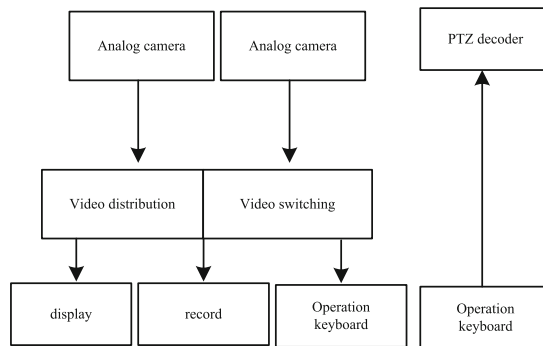 Analog camera
Analog camera
PTZ decoder
Video distribution
Video switching
display
record
Operation
keyboard
Operation
keyboard